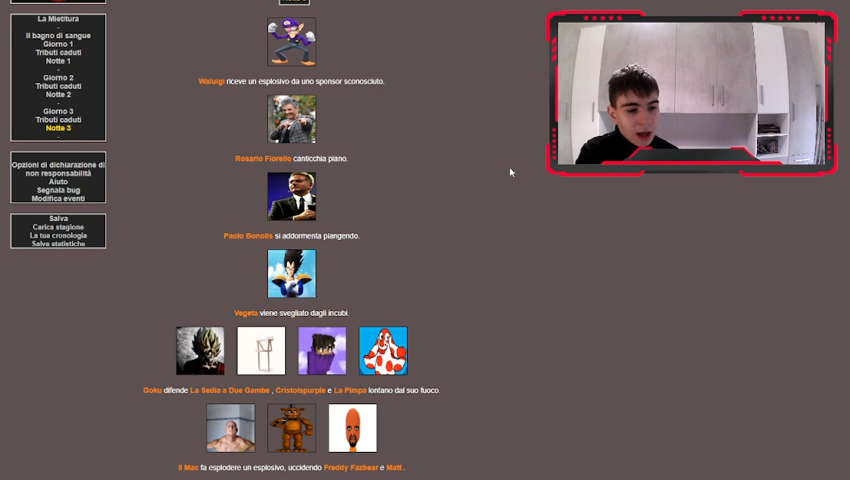 La Mietitura
Il bagno di sangue
Giorno 1
Tributi caduti
Notte 1
-
Giorno 2
Tributi caduti
Notte 2
-
Giorno 3
Tributi caduti
Notte 3
-
Opzioni di dichiarazione di
non responsabilità
Aiuto
Segnala bug
Modifica eventi
Salva
Carica stagione
La tua cronologia
Salva statistiche
Waluigi riceve un esplosivo da uno sponsor sconosciuto.
Rosario Fiorello canticchia piano.
Paolo Bonolis si addormenta piangendo.
Vegeta viene svegliato dagli incubi.
Goku difende La Sedia a Due Gambe , Cristoispurple e La Pimpa lontano dal suo fuoco.
Il Mac fa esplodere un esplosivo, uccidendo Freddy Fazbear e Matt .